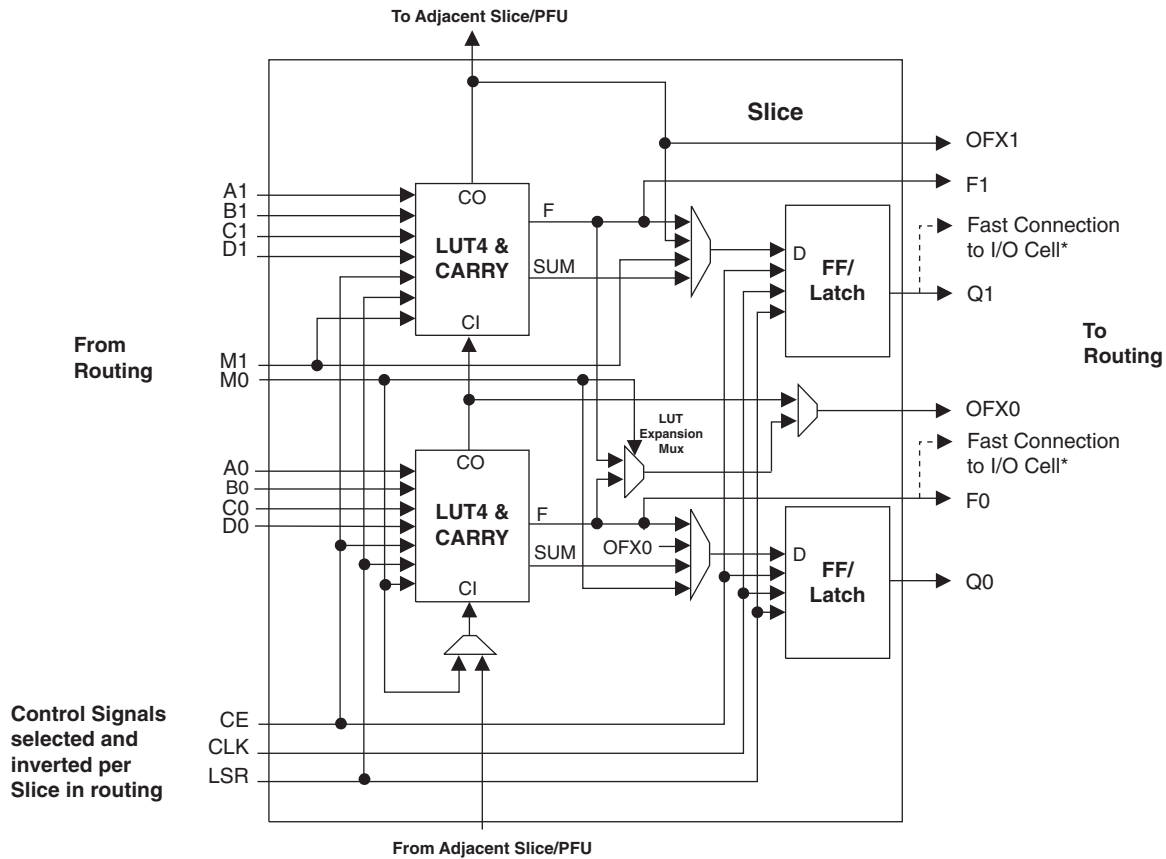 To Adjacent Slice/PFU
Slice
OFX1
F1
Fast Connection
to I/O Cell*
Q1
A1
B1
C1
D1
CO
LUT4 &
CARRY
CI
F
SUM
D
FF/
Latch
From
Routing
To
Routing
M1
M0
LUT
Expansion
Mux
OFX0
Fast Connection
to I/O Cell*
F0
A0
B0
C0
D0
CO
LUT4 &
CARRY
CI
F
OFX0
SUM
D
FF/
Latch
Q0
Control Signals
selected and
inverted per
Slice in routing
CE
CLK
LSR
From Adjacent Slice/PFU